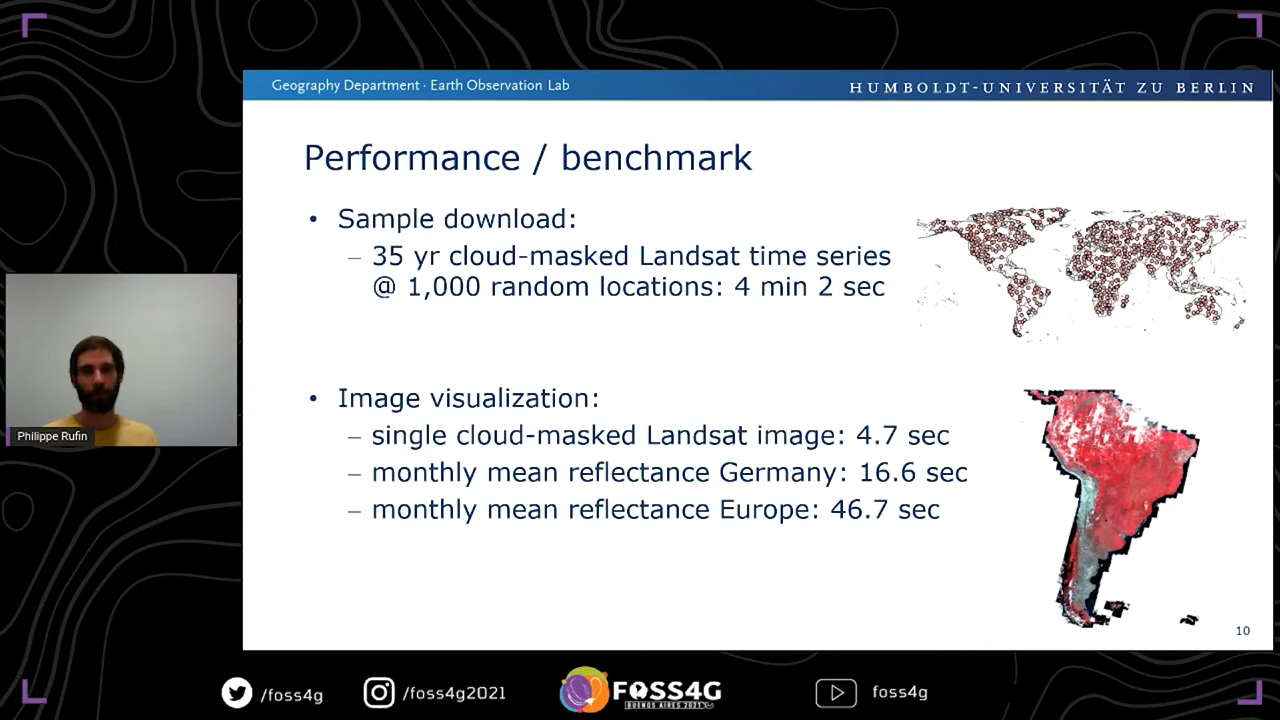 Geography Department · Earth Observation Lab
HUMBOLDT-UNIVERSITÄT ZU BERLIN
Performance / benchmark
• Sample download:
– 35 yr cloud-masked Landsat time series
@ 1,000 random locations: 4 min 2 sec
• Image visualization:
– single cloud-masked Landsat image: 4.7 sec
– monthly mean reflectance Germany: 16.6 sec
– monthly mean reflectance Europe: 46.7 sec
10
Philippe Rufin
/foss4g
/foss4g2021
FOSS4G
BUENOS AIRES 2021
foss4g